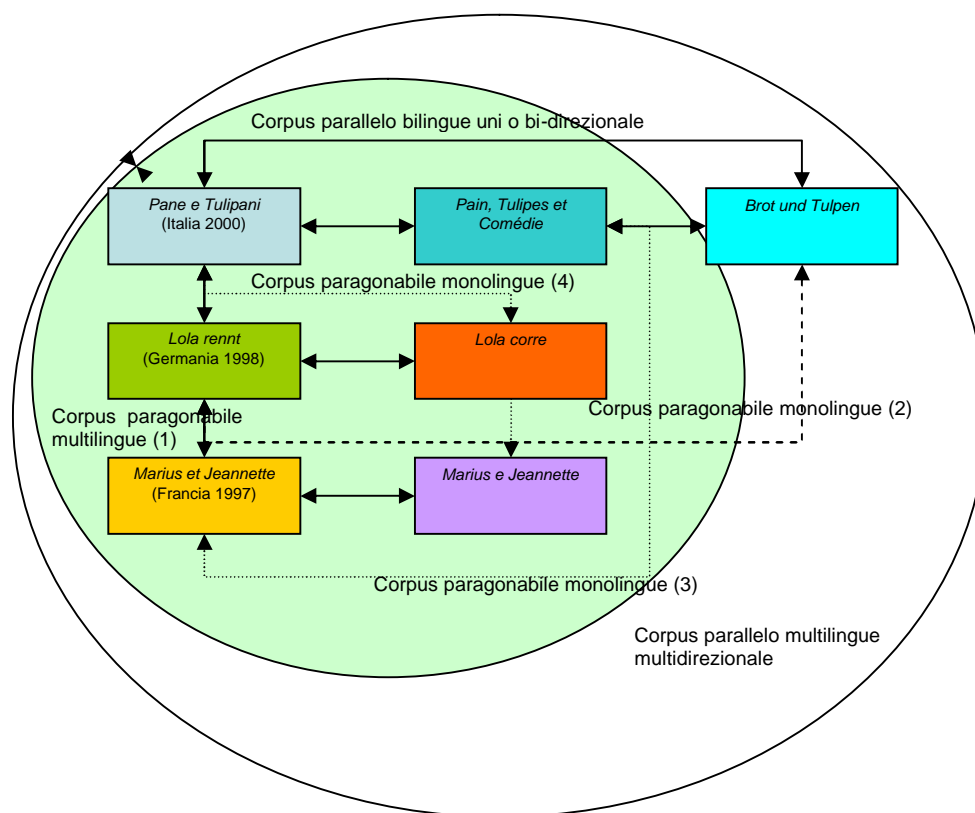 Corpus parallelo bilingue uni o bi-direzionale
Pane e Tulipani
(Italia 2000)
Pain, Tulipes et
Comédie
Brot und Tulpen
Corpus paragonabile monolingue (4)
Lola rennt
(Germania 1998)
Lola corre
Corpus paragonabile
multilingue (1)
Corpus paragonabile monolingue (2)
Marius et Jeannette
(Francia 1997)
Marius e Jeannette
Corpus paragonabile monolingue (3)
Corpus parallelo multilingue
multidirezionale